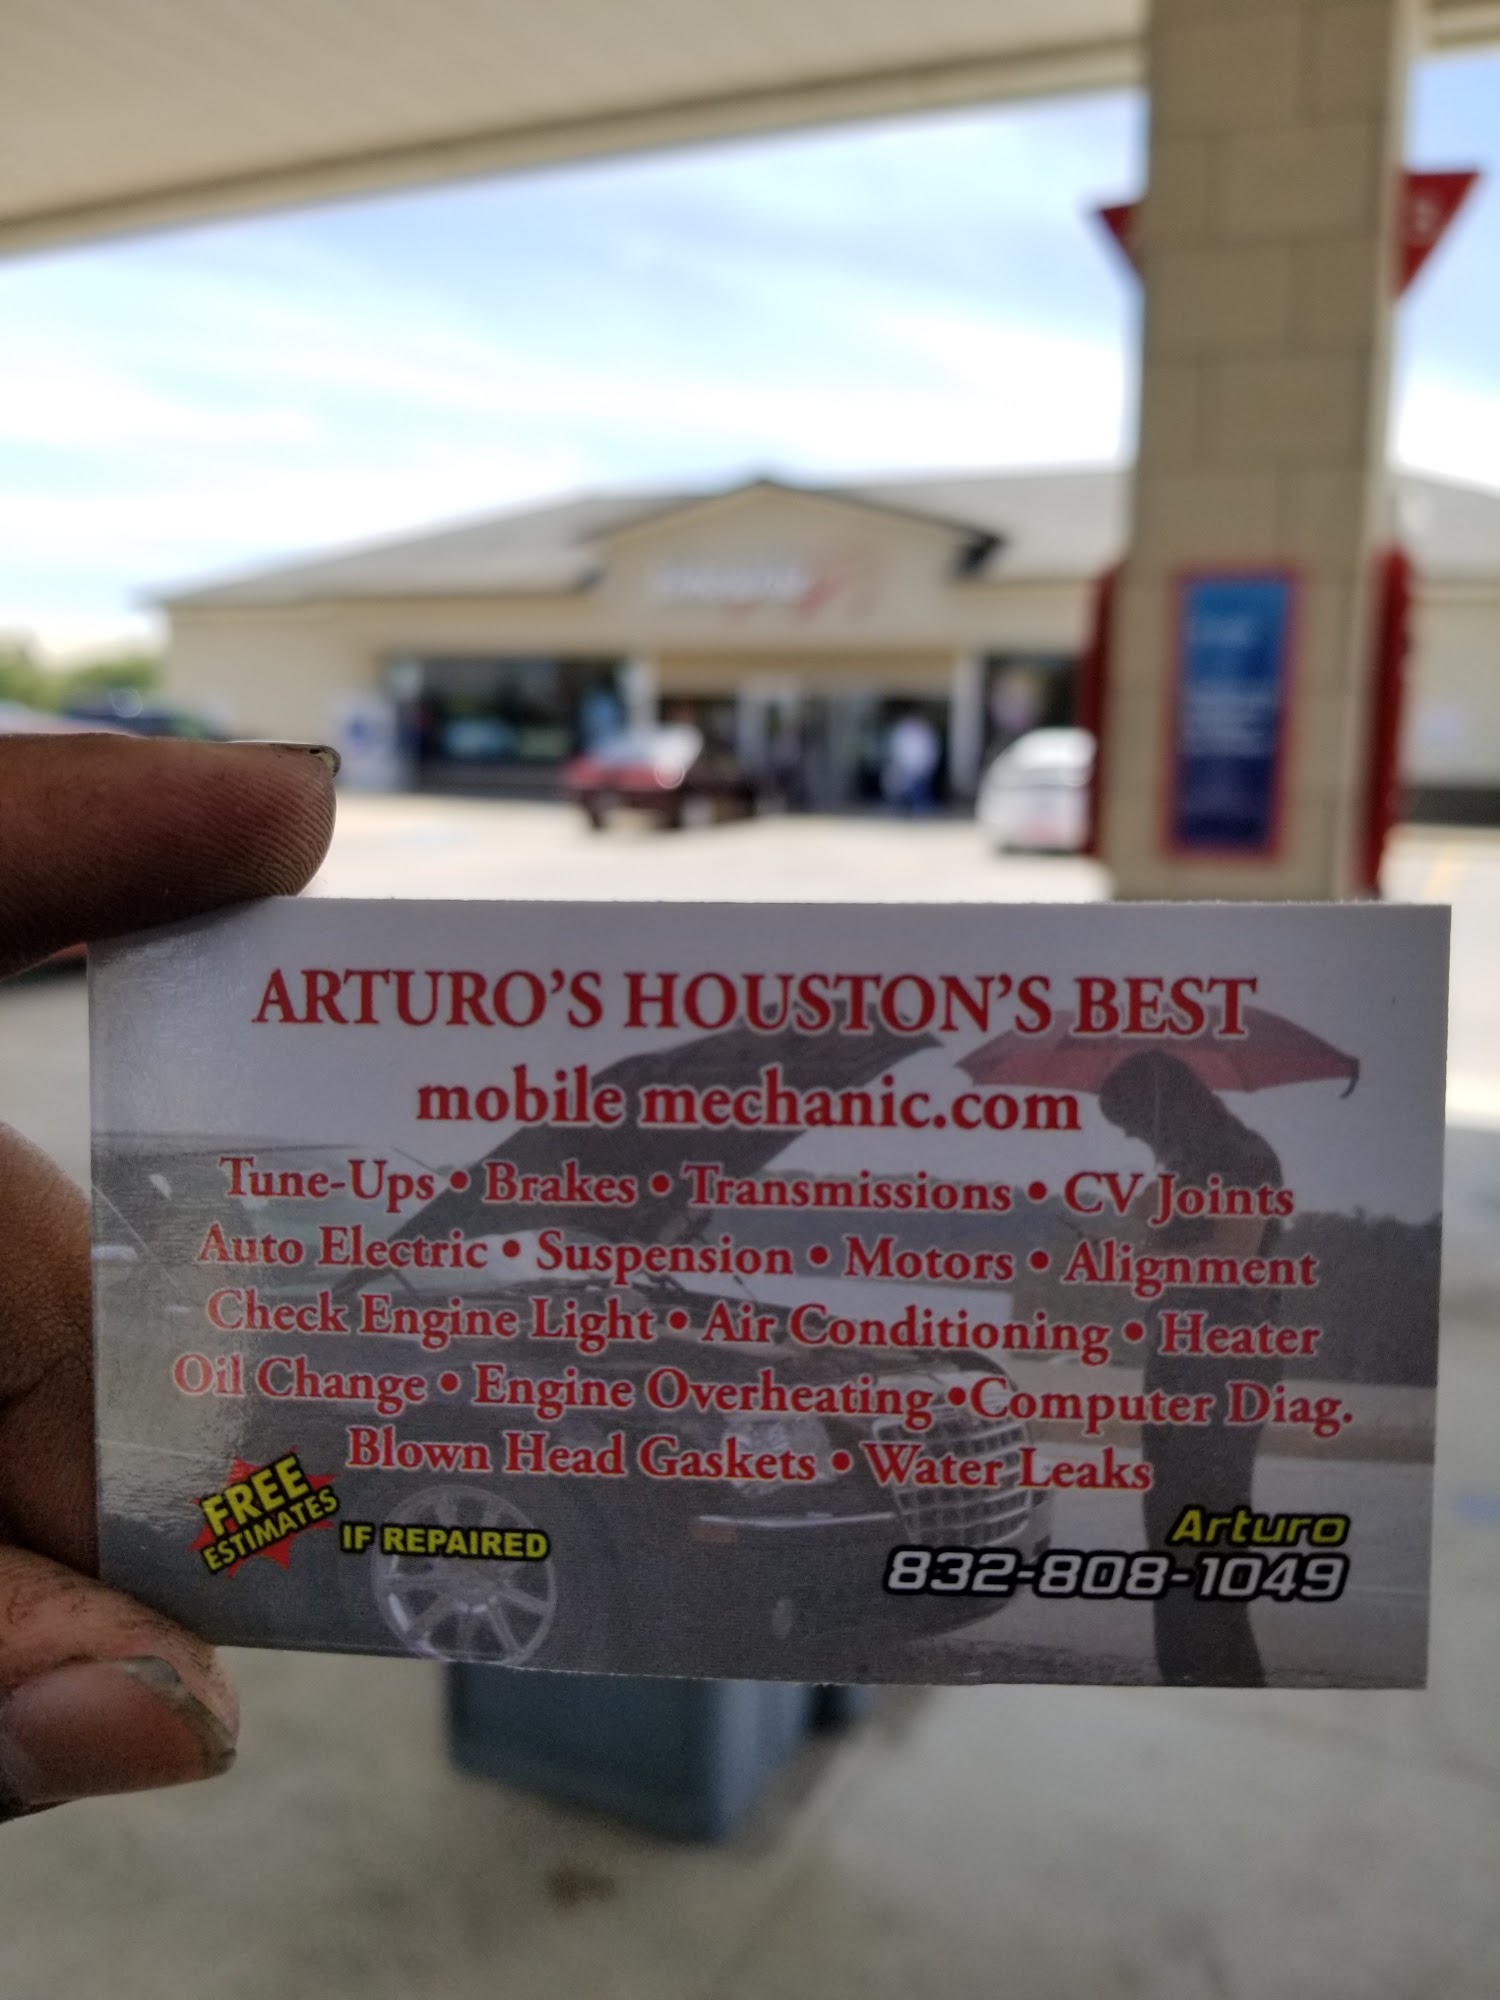 ARTURO'S HOUSTON'S BEST
mobile mechanic.com
Tune-Ups • Brakes • Transmissions • CV Joints
Auto Electric • Suspension • Motors • Alignment
Check Engine Light • Air Conditioning • Heater
Oil Change • Engine Overheating •Computer Diag.
Blown Head Gaskets • Water Leaks
FREE
ESTIMATES
IF REPAIRED
Arturo
832-808-1049